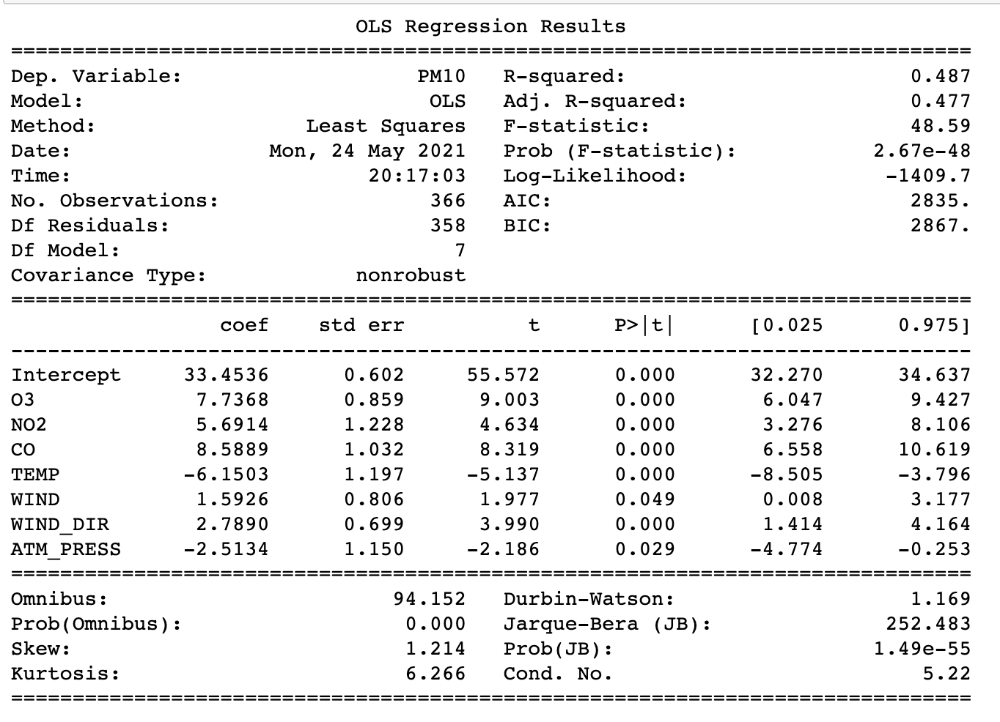 OLS Regression Results
==============================================================================
Dep. Variable: PM10 R-squared: 0.487
Model: OLS Adj. R-squared: 0.477
Method: Least Squares F-statistic: 48.59
Date: Mon, 24 May 2021 Prob (F-statistic): 2.67e-48
Time: 20:17:03 Log-Likelihood: -1409.7
No. Observations: 366 AIC: 2835.
Df Residuals: 358 BIC: 2867.
Df Model: 7
Covariance Type: nonrobust
==============================================================================
coef std err t P>|t| [0.025 0.975]
------------------------------------------------------------------------------
Intercept 33.4536 0.602 55.572 0.000 32.270 34.637
O3 7.7368 0.859 9.003 0.000 6.047 9.427
NO2 5.6914 1.228 4.634 0.000 3.276 8.106
CO 8.5889 1.032 8.319 0.000 6.558 10.619
TEMP -6.1503 1.197 -5.137 0.000 -8.505 -3.796
WIND 1.5926 0.806 1.977 0.049 0.008 3.177
WIND_DIR 2.7890 0.699 3.990 0.000 1.414 4.164
ATM_PRESS -2.5134 1.150 -2.186 0.029 -4.774 -0.253
==============================================================================
Omnibus: 94.152 Durbin-Watson: 1.169
Prob(Omnibus): 0.000 Jarque-Bera (JB): 252.483
Skew: 1.214 Prob(JB): 1.49e-55
Kurtosis: 6.266 Cond. No. 5.22
==============================================================================